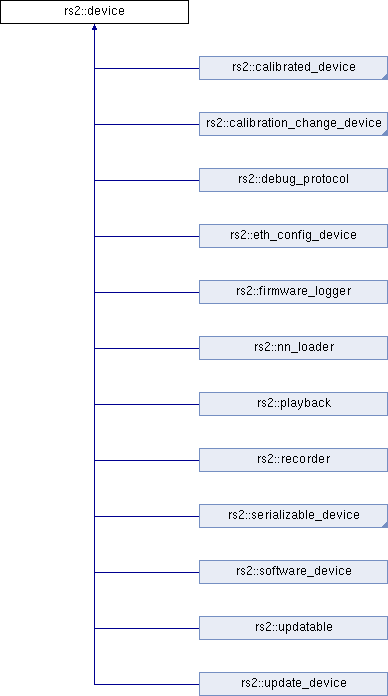 rs2::device
rs2::calibrated_device
rs2::calibration_change_device
rs2::debug_protocol
rs2::eth_config_device
rs2::firmware_logger
rs2::nn_loader
rs2::playback
rs2::recorder
rs2::serializable_device
rs2::software_device
rs2::updatable
rs2::update_device